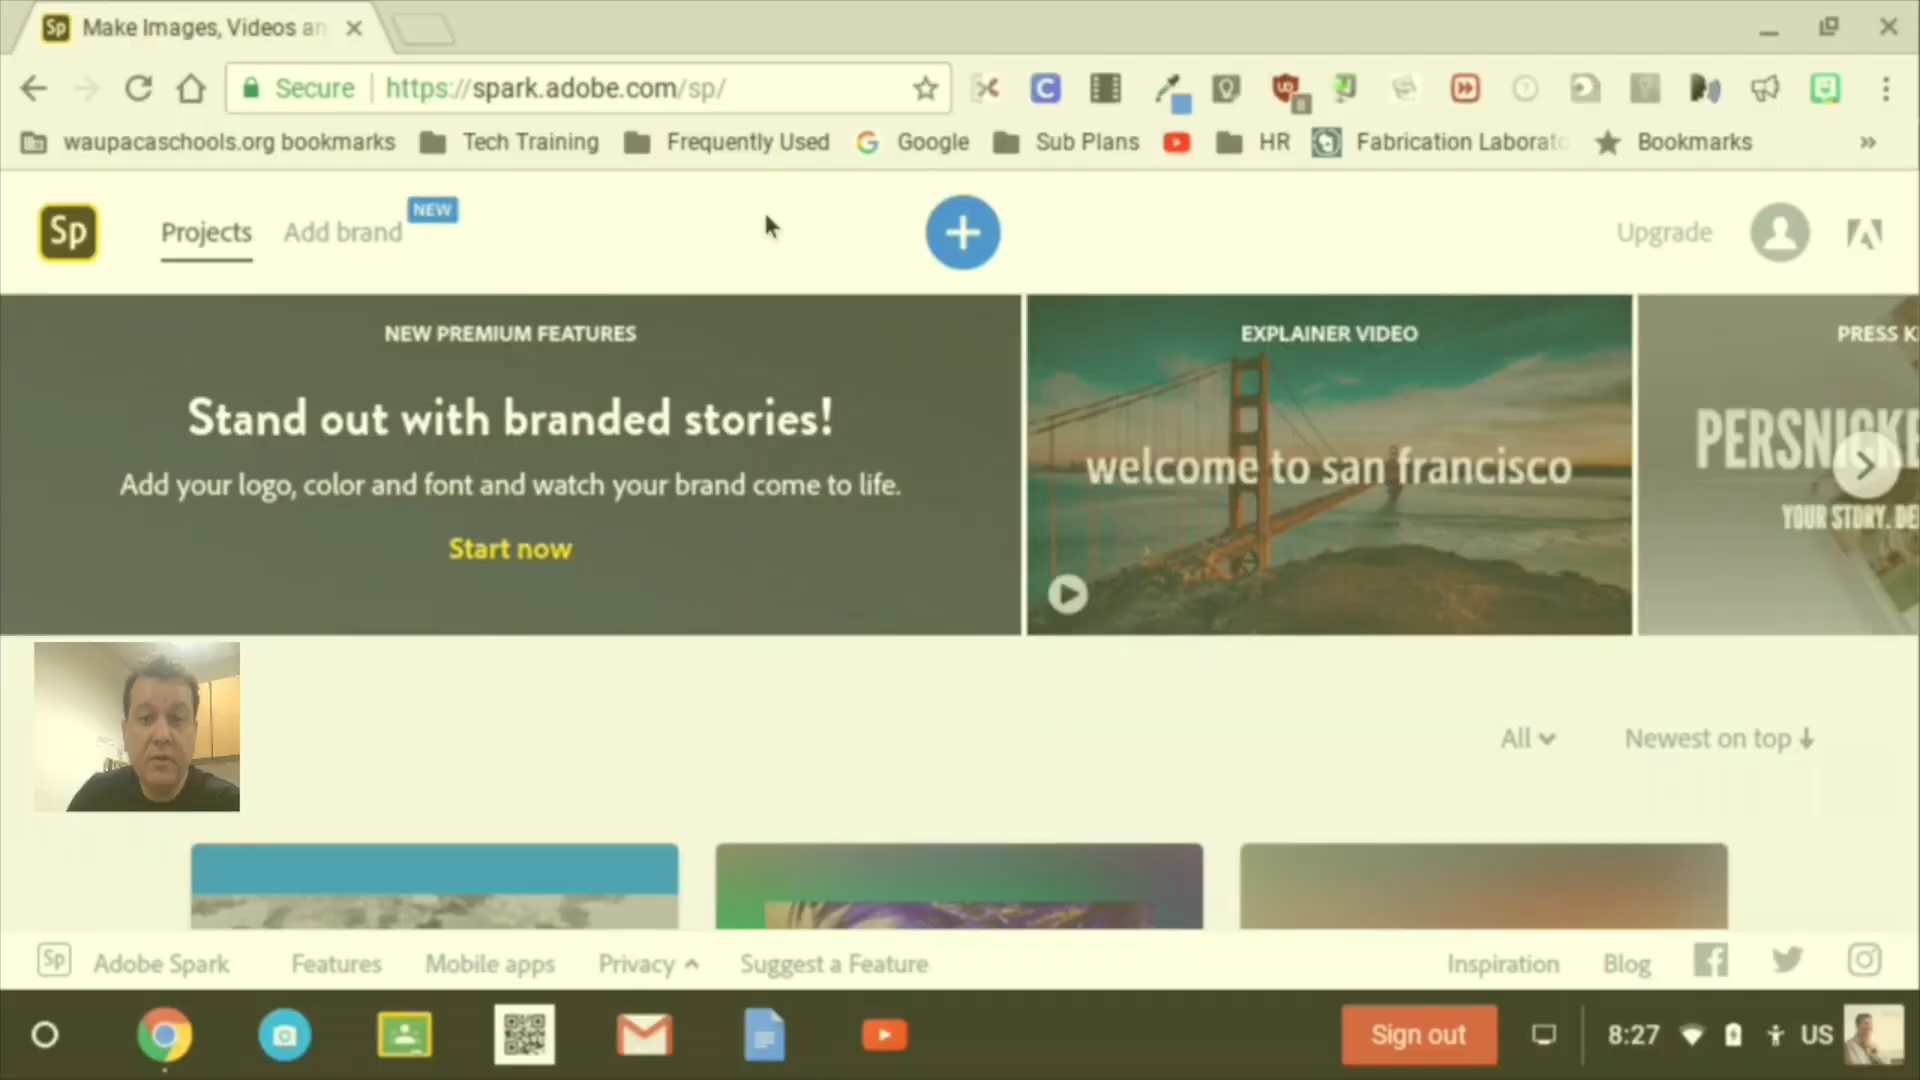 Sp Make Images, Videos an
Secure https://spark.adobe.com/sp/
waupacaschools.org bookmarks Tech Training Frequently Used Google Sub Plans HR Fabrication Laborato Bookmarks »
Sp Projects Add brand NEW Upgrade
NEW PREMIUM FEATURES
Stand out with branded stories!
Add your logo, color and font and watch your brand come to life.
Start now
EXPLAINER VIDEO
welcome to san francisco
PRESS K
PERSNICKE
YOUR STORY. DE
All Newest on top
Sp Adobe Spark Features Mobile apps Privacy Suggest a Feature Inspiration Blog
Sign out 8:27 US